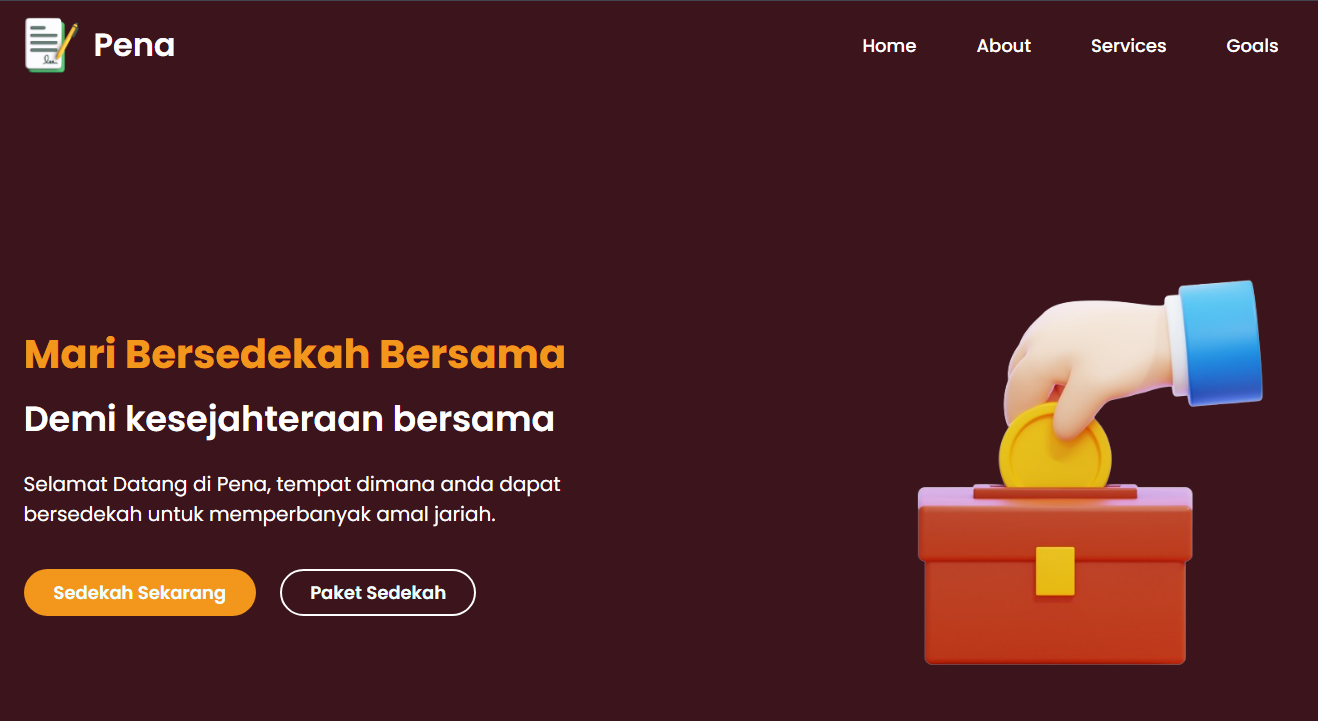 Pena
Home About Services Goals
Mari Bersedekah Bersama
Demi kesejahteraan bersama
Selamat Datang di Pena, tempat dimana anda dapat
bersedekah untuk memperbanyak amal jariah.
Sedekah Sekarang Paket Sedekah